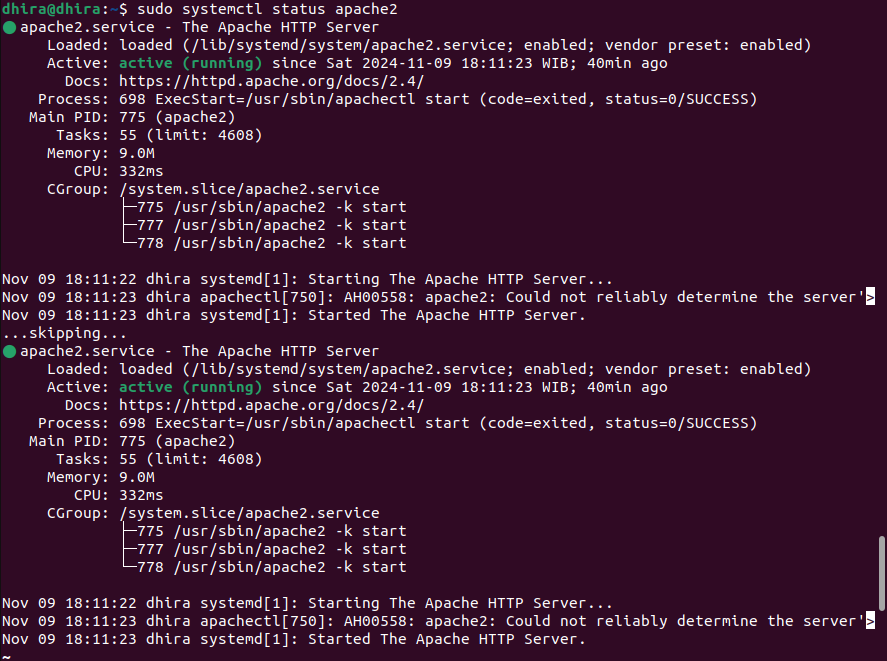 dhira@dhira:~$ sudo systemctl status apache2
● apache2.service - The Apache HTTP Server
     Loaded: loaded (/lib/systemd/system/apache2.service; enabled; vendor preset: enabled)
     Active: active (running) since Sat 2024-11-09 18:11:23 WIB; 40min ago
       Docs: https://httpd.apache.org/docs/2.4/
    Process: 698 ExecStart=/usr/sbin/apachectl start (code=exited, status=0/SUCCESS)
   Main PID: 775 (apache2)
      Tasks: 55 (limit: 4608)
     Memory: 9.0M
        CPU: 332ms
     CGroup: /system.slice/apache2.service
             ├─775 /usr/sbin/apache2 -k start
             ├─777 /usr/sbin/apache2 -k start
             └─778 /usr/sbin/apache2 -k start

Nov 09 18:11:22 dhira systemd[1]: Starting The Apache HTTP Server...
Nov 09 18:11:23 dhira apachectl[750]: AH00558: apache2: Could not reliably determine the server'>
Nov 09 18:11:23 dhira systemd[1]: Started The Apache HTTP Server.
...skipping...
● apache2.service - The Apache HTTP Server
     Loaded: loaded (/lib/systemd/system/apache2.service; enabled; vendor preset: enabled)
     Active: active (running) since Sat 2024-11-09 18:11:23 WIB; 40min ago
       Docs: https://httpd.apache.org/docs/2.4/
    Process: 698 ExecStart=/usr/sbin/apachectl start (code=exited, status=0/SUCCESS)
   Main PID: 775 (apache2)
      Tasks: 55 (limit: 4608)
     Memory: 9.0M
        CPU: 332ms
     CGroup: /system.slice/apache2.service
             ├─775 /usr/sbin/apache2 -k start
             ├─777 /usr/sbin/apache2 -k start
             └─778 /usr/sbin/apache2 -k start

Nov 09 18:11:22 dhira systemd[1]: Starting The Apache HTTP Server...
Nov 09 18:11:23 dhira apachectl[750]: AH00558: apache2: Could not reliably determine the server'>
Nov 09 18:11:23 dhira systemd[1]: Started The Apache HTTP Server.
~